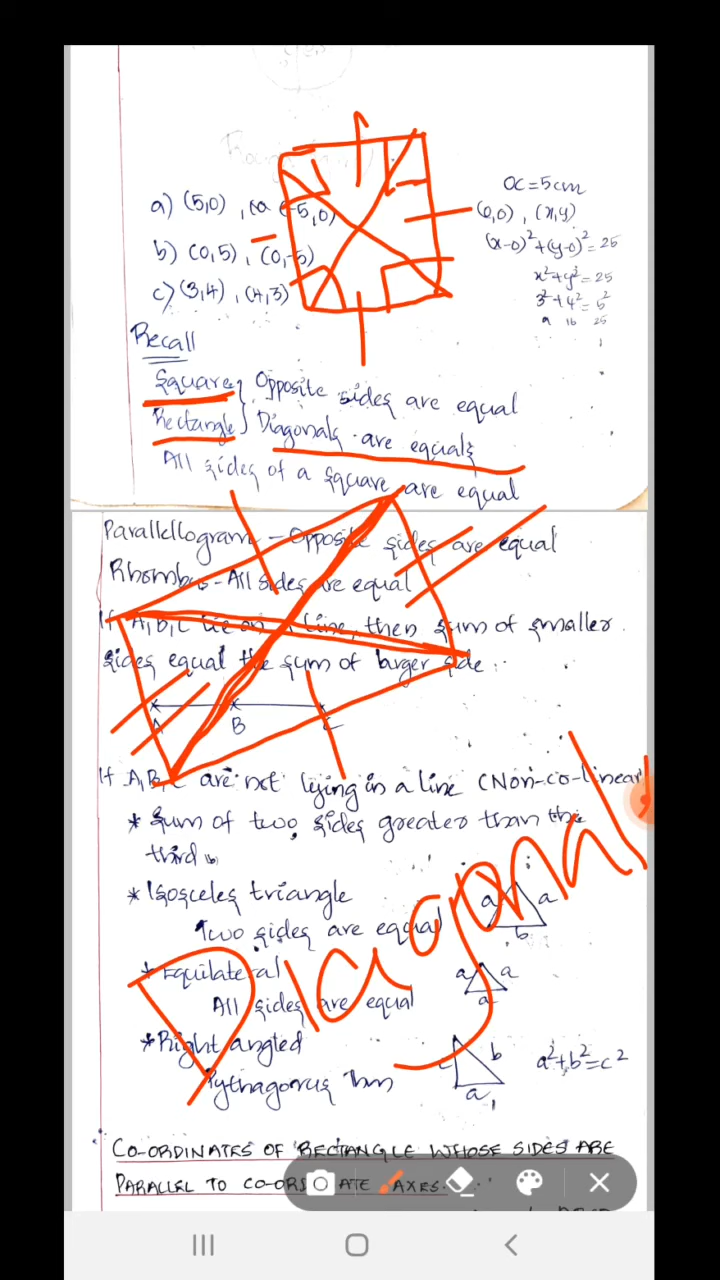 a) (5,0) , (-5,0)
b) (0,5), (0,-5)
c) (3,4), (4,3)
OC=5cm
(0,0), (x,y)
(x-0)²+(y-0)²=25
x²+y²=25
3²+4²=5²
9 16 25
Recall
Square } Opposite sides are equal
Rectangle } Diagonals are equal
All sides of a square are equal
Parallellogram - Opposite sides are equal
Rhombus - All sides are equal
If A,B,C lie on a line, then sum of smaller
sides equal the sum of larger side
A B C
If A,B,C are not lying in a line (Non-co-linear)
* Sum of two sides greater than the
third
* Isosceles triangle
a a
b
Two sides are equal
* Equilateral
a a
a
All sides are equal
* Right angted
c b
a
a²+b²=c²
Pythagorus Thm
Diagonal
CO-ORDINATES OF RECTANGLE WHOSE SIDES ARE
PARALLEL TO CO-ORDINATE AXES.